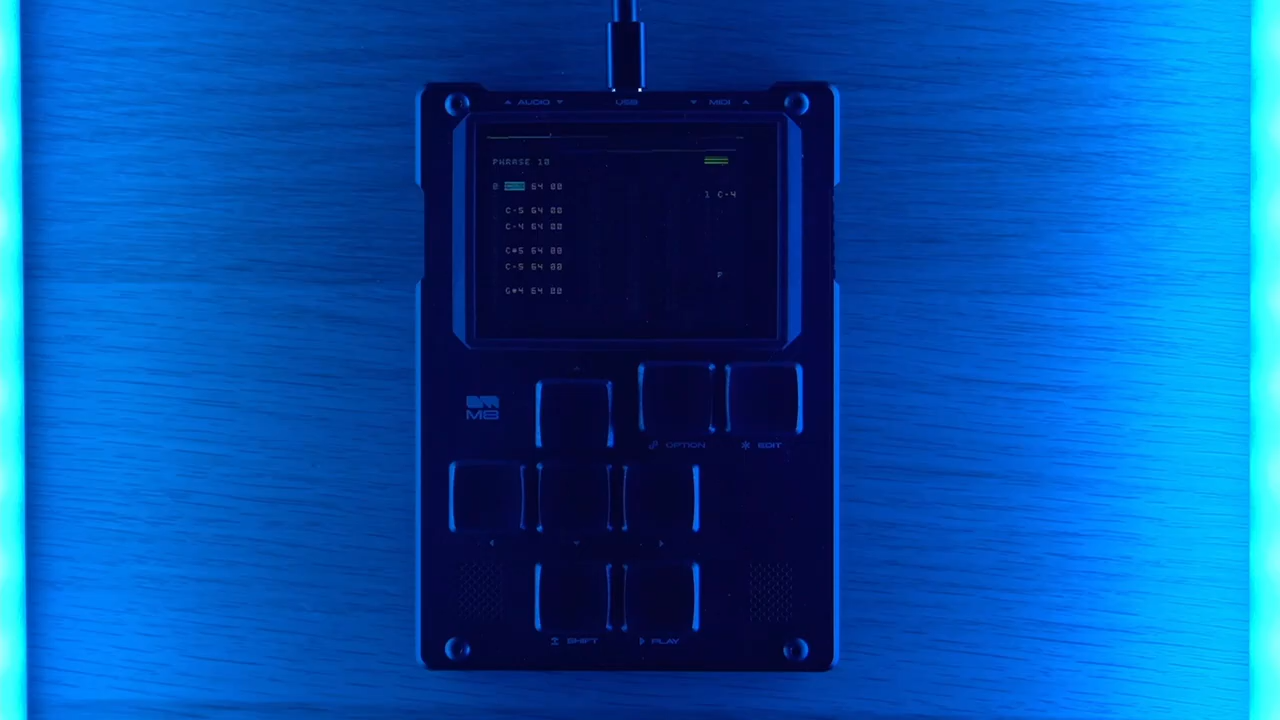 AUDIO USB MIDI
PHRASE 10
0 64 00
1 C-4
C-5 64 00
C-4 64 00
C#5 64 00
C-5 64 00
G#4 64 00
M8
OPTION EDIT
SHIFT PLAY